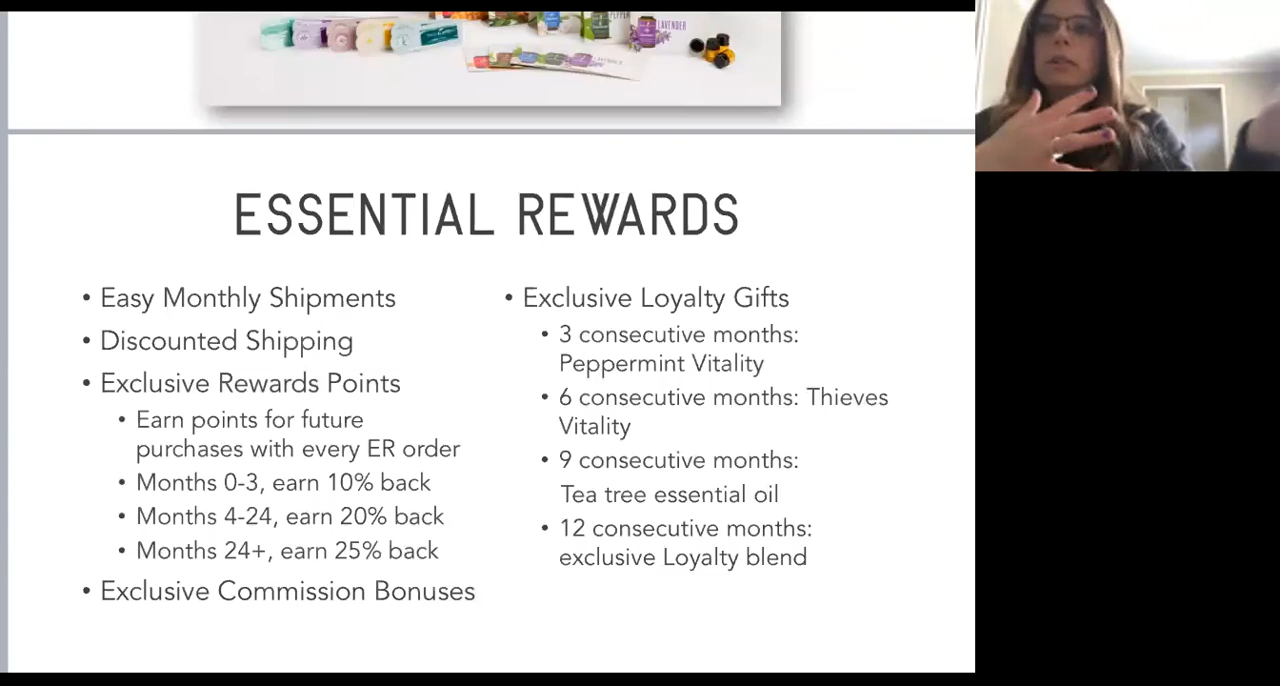 LAVENDER
ESSENTIAL REWARDS
• Easy Monthly Shipments
• Discounted Shipping
• Exclusive Rewards Points
• Earn points for future
purchases with every ER order
• Months 0-3, earn 10% back
• Months 4-24, earn 20% back
• Months 24+, earn 25% back
• Exclusive Commission Bonuses
• Exclusive Loyalty Gifts
• 3 consecutive months:
Peppermint Vitality
• 6 consecutive months: Thieves
Vitality
• 9 consecutive months:
Tea tree essential oil
• 12 consecutive months:
exclusive Loyalty blend